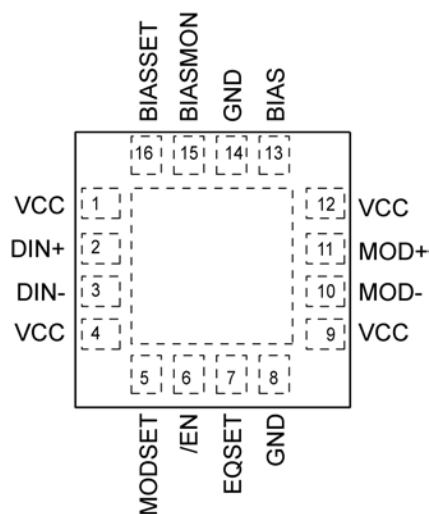 BIASSET
BIASMON
GND
BIAS
16 15 14 13
VCC 1
DIN+ 2
DIN- 3
VCC 4
12 VCC
11 MOD+
10 MOD-
9 VCC
5 6 7 8
MODSET
/EN
EQSET
GND